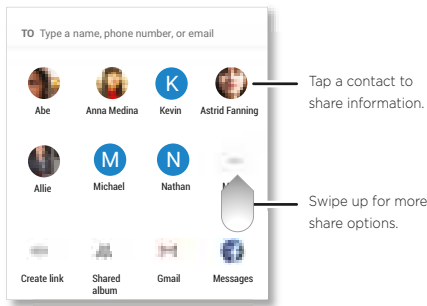 TO Type a name, phone number, or email
K
Abe Anna Medina Kevin Astrid Fanning
Tap a contact to
share information.
M N
Allie Michael Nathan
Swipe up for more
share options.
Create link Shared album Gmail Messages